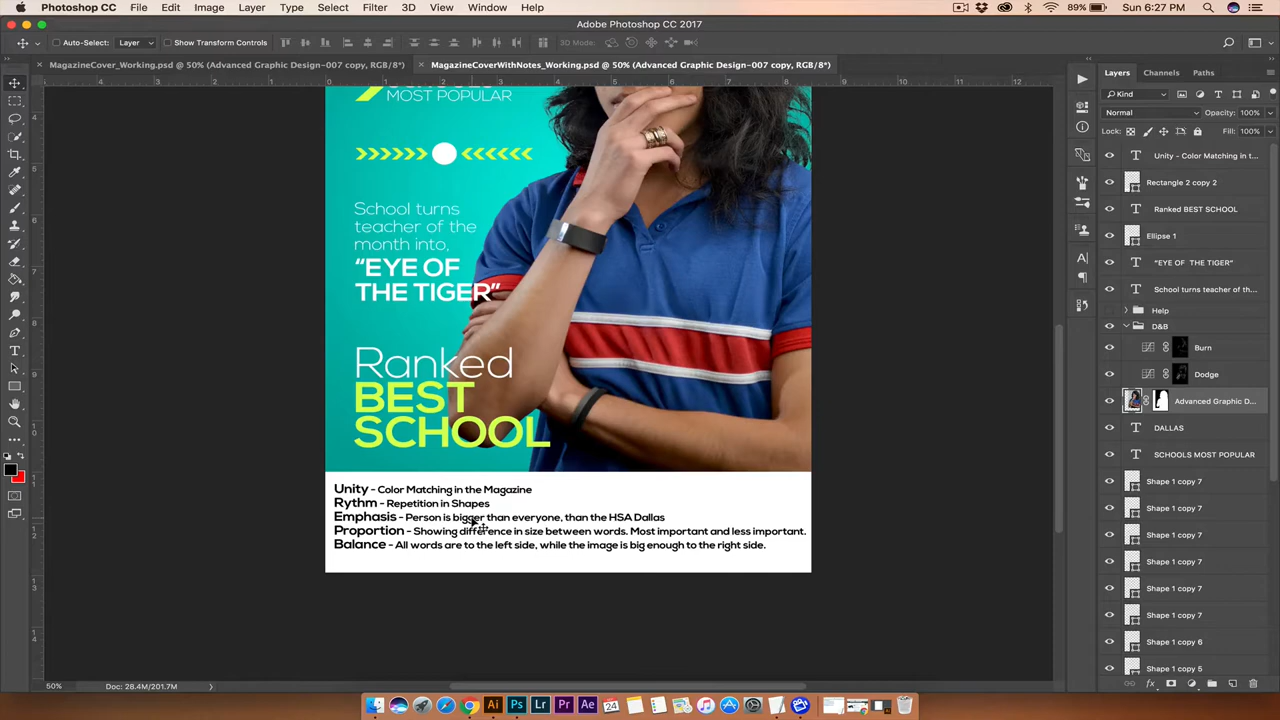 Photoshop CC File Edit Image Layer Type Select Filter 3D View Window Help 89% Sun 6:27 PM
Adobe Photoshop CC 2017
Auto-Select: Layer Show Transform Controls 3D Mode:
MagazineCover_Working.psd @ 50% (Advanced Graphic Design-007 copy, RGB/8*) MagazineCoverWithNotes_Working.psd @ 50% (Advanced Graphic Design-007 copy, RGB/8*)
MOST POPULAR
School turns
teacher of the
month into,
“EYE OF
THE TIGER”
Ranked
BEST
SCHOOL
Unity - Color Matching in the Magazine
Rythm - Repetition in Shapes
Emphasis - Person is bigger than everyone, than the HSA Dallas
Proportion - Showing difference in size between words. Most important and less important.
Balance - All words are to the left side, while the image is big enough to the right side.
50% Doc: 28.4M/201.7M
Layers Channels Paths
Kind
Normal Opacity: 100%
Lock: Fill: 100%
Unity - Color Matching in t...
Rectangle 2 copy 2
Ranked BEST SCHOOL
Ellipse 1
"EYE OF THE TIGER"
School turns teacher of th...
Help
D&B
Burn
Dodge
Advanced Graphic D...
DALLAS
SCHOOLS MOST POPULAR
Shape 1 copy 7
Shape 1 copy 7
Shape 1 copy 7
Shape 1 copy 7
Shape 1 copy 7
Shape 1 copy 7
Shape 1 copy 6
Shape 1 copy 5